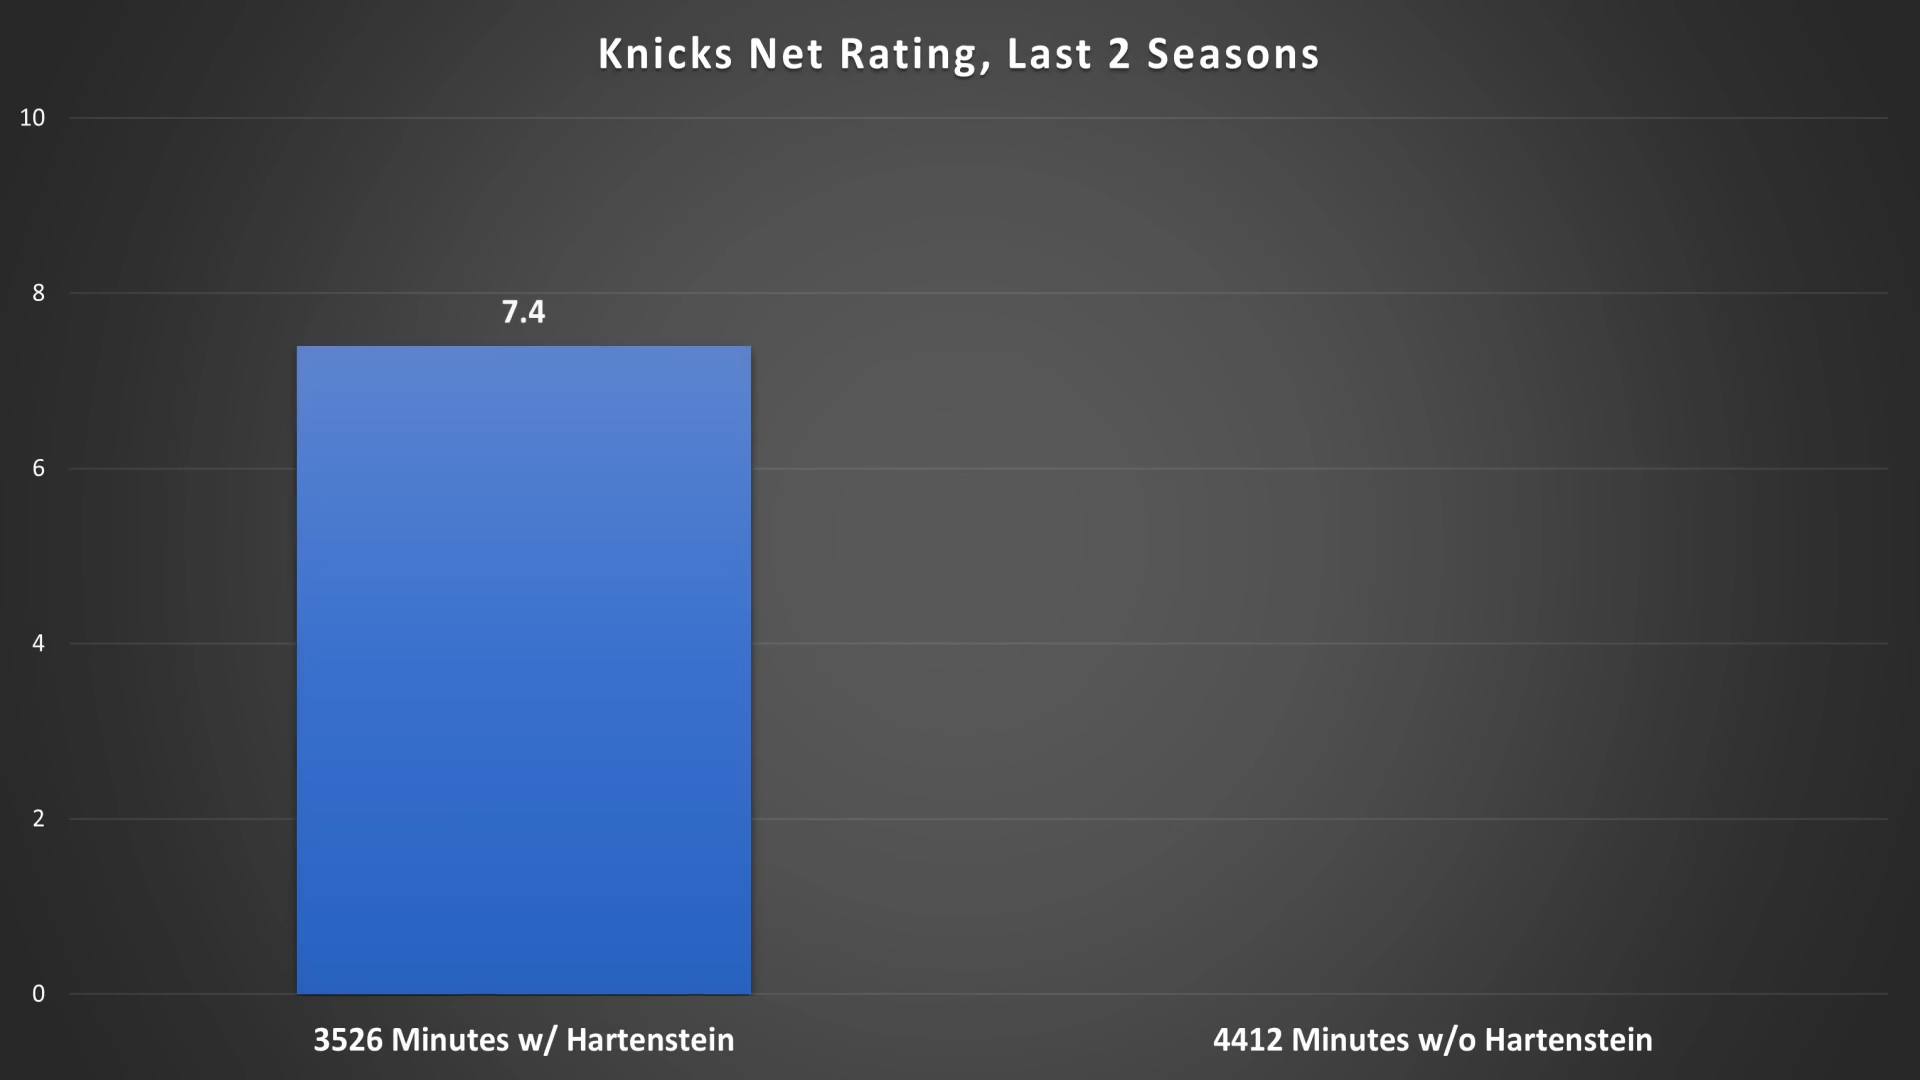 Knicks Net Rating, Last 2 Seasons
10
8
7.4
6
4
2
0
3526 Minutes w/ Hartenstein
4412 Minutes w/o Hartenstein